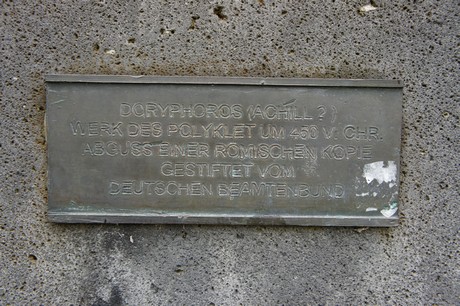 DORYPHOROS (ACHILL ?)
WERK DES POLYKLET UM 450 V. CHR.
ABGUSS EINER RÖMISCHEN KOPIE
GESTIFTET VOM
DEUTSCHEN BEAMTENBUND